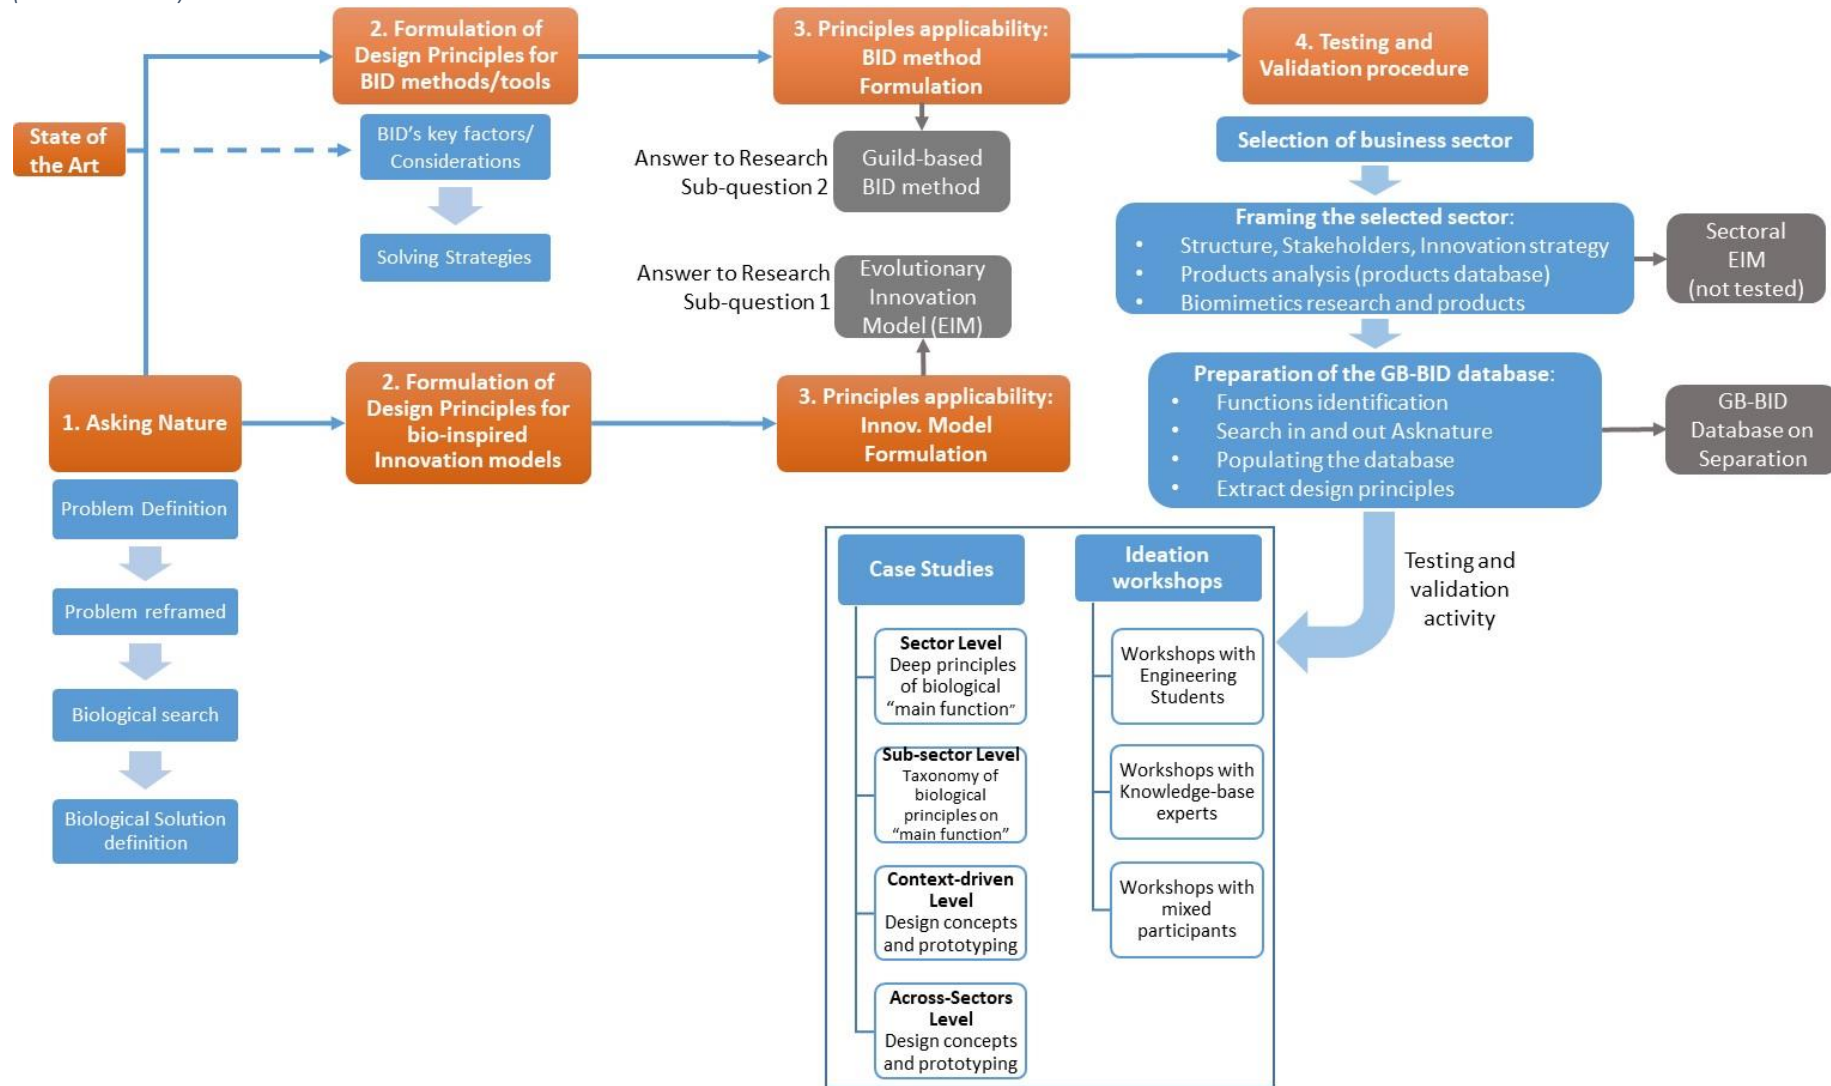 2. Formulation of
Design Principles for
BID methods/tools
3. Principles applicability:
BID method
Formulation
4. Testing and
Validation procedure
State of
the Art
BID's key factors/
Considerations
Solving Strategies
Answer to Research
Sub-question 2
Guild-based
BID method
Answer to Research
Sub-question 1
Evolutionary
Innovation
Model (EIM)
Selection of business sector
Framing the selected sector:
• Structure, Stakeholders, Innovation strategy
• Products analysis (products database)
• Biomimetics research and products
Sectoral
EIM
(not tested)
1. Asking Nature
2. Formulation of
Design Principles for
bio-inspired
Innovation models
3. Principles applicability:
Innov. Model
Formulation
Preparation of the GB-BID database:
• Functions identification
• Search in and out Asknature
• Populating the database
• Extract design principles
GB-BID
Database on
Separation
Problem Definition
Problem reframed
Biological search
Biological Solution
definition
Testing and
validation
activity
Case Studies
Sector Level
Deep principles
of biological
“main function”
Sub-sector Level
Taxonomy of
biological
principles on
“main function”
Context-driven
Level
Design concepts
and prototyping
Across-Sectors
Level
Design concepts
and prototyping
Ideation
workshops
Workshops with
Engineering
Students
Workshops with
Knowledge-base
experts
Workshops with
mixed
participants